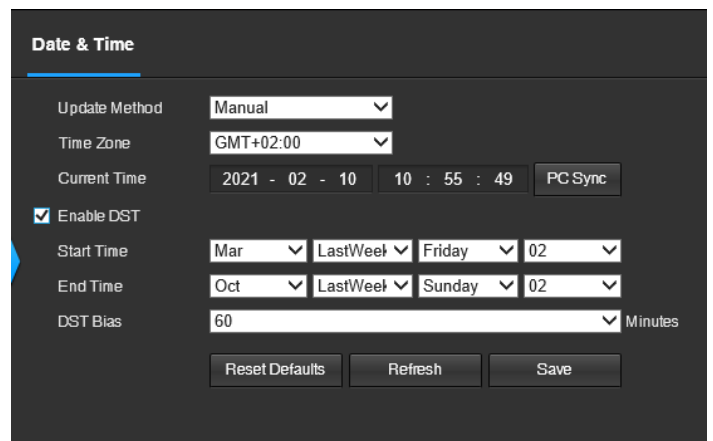 Date & Time
Update Method Manual
Time Zone GMT+02:00
Current Time 2021 - 02 - 10 10 : 55 : 49 PC Sync
Enable DST
Start Time Mar LastWeek Friday 02
End Time Oct LastWeek Sunday 02
DST Bias 60 Minutes
Reset Defaults Refresh Save